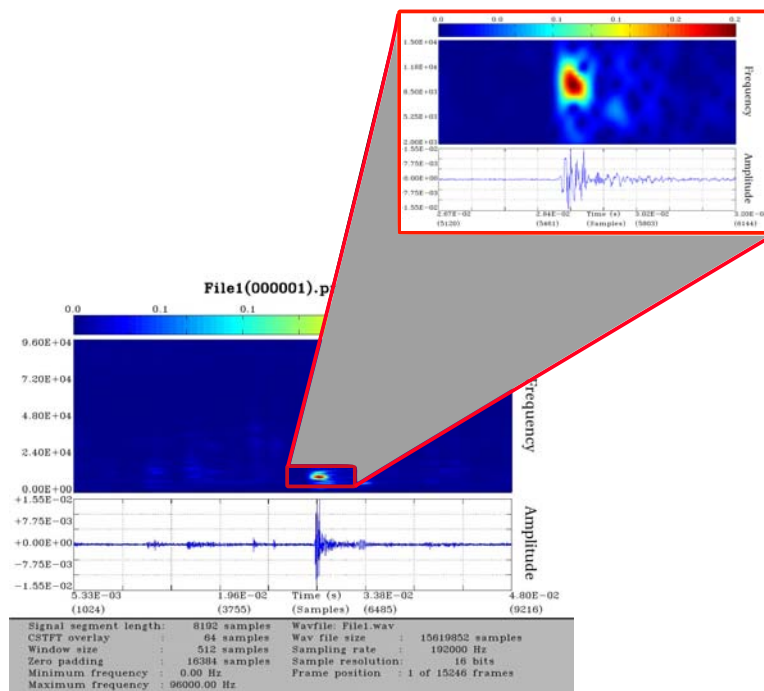 0.0 0.0 0.1 0.1 0.2 0.2
1.50E+04
1.18E+04
8.50E+03
5.25E+03
2.00E+03
Frequency
1.55E-02
7.75E-03
0.00E+00
7.75E-03
1.55E-02
Amplitude
2.67E-02 2.84E-02 Time (s) 3.02E-02 3.20E-02
(5120) (5461) (Samples) (5803) (6144)
File1(000001).p
0.0 0.1 0.1
9.60E+04
7.20E+04
4.80E+04
2.40E+04
0.00E+00
Frequency
+1.55E-02
+7.75E-03
+0.00E+00
-7.75E-03
-1.55E-02
Amplitude
5.33E-03 1.96E-02 Time (s) 3.38E-02 4.80E-02
(1024) (3755) (Samples) (6485) (9216)
Signal segment length: 8192 samples Wavfile: File1.wav
CSTFT overlay : 64 samples Wav file size : 15619852 samples
Window size : 512 samples Sampling rate : 192000 Hz
Zero padding : 16384 samples Sample resolution: 16 bits
Minimum frequency : 0.00 Hz Frame position : 1 of 15246 frames
Maximum frequency : 96000.00 Hz